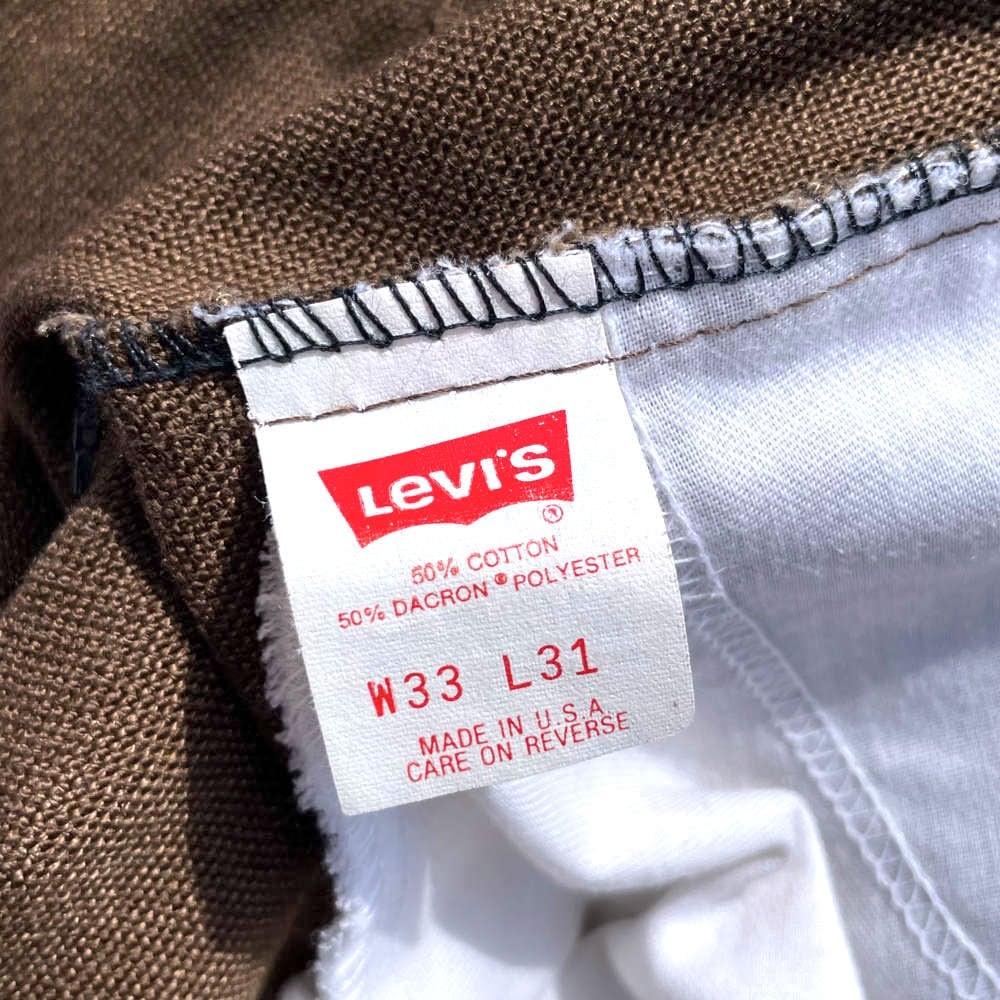 Levi's
®
50% COTTON
50% DACRON® POLYESTER
W33 L31
MADE IN U.S.A
CARE ON REVERSE